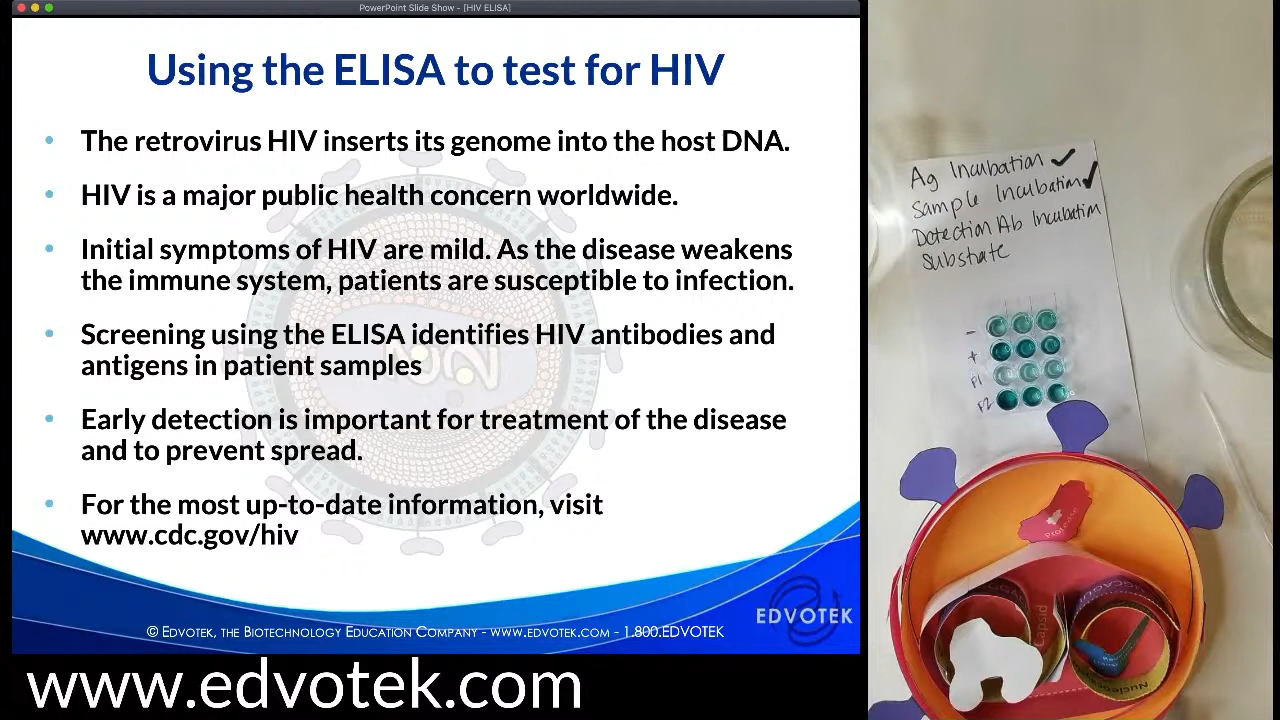 PowerPoint Slide Show - [HIV ELISA]
Using the ELISA to test for HIV
• The retrovirus HIV inserts its genome into the host DNA.
• HIV is a major public health concern worldwide.
• Initial symptoms of HIV are mild. As the disease weakens
the immune system, patients are susceptible to infection.
• Screening using the ELISA identifies HIV antibodies and
antigens in patient samples
• Early detection is important for treatment of the disease
and to prevent spread.
• For the most up-to-date information, visit
www.cdc.gov/hiv
© EDVOTEK, THE BIOTECHNOLOGY EDUCATION COMPANY - WWW.EDVOTEK.COM - 1.800.EDVOTEK
EDVOTEK
www.edvotek.com
Ag Incubation ✓
Sample Incubation ✓
Detection Ab Incubation
Substrate
-
+
P1
P2
Protease
Capsid